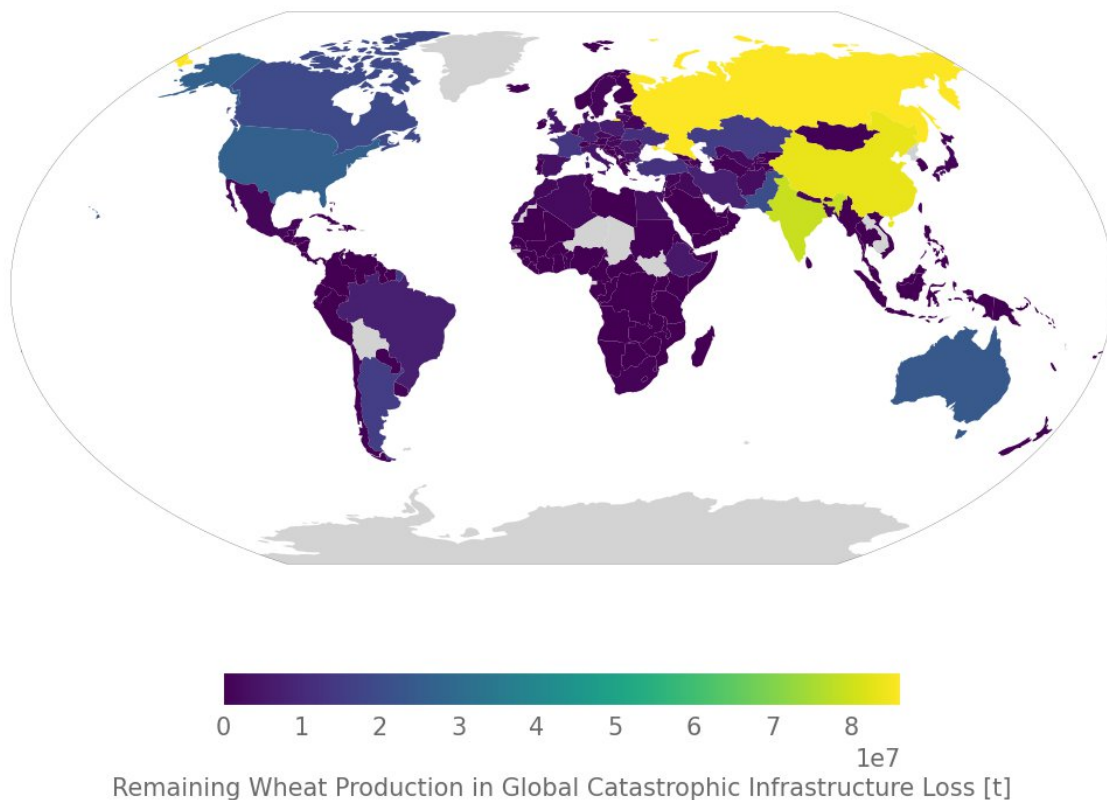 0 1 2 3 4 5 6 7 8
1e7
Remaining Wheat Production in Global Catastrophic Infrastructure Loss [t]